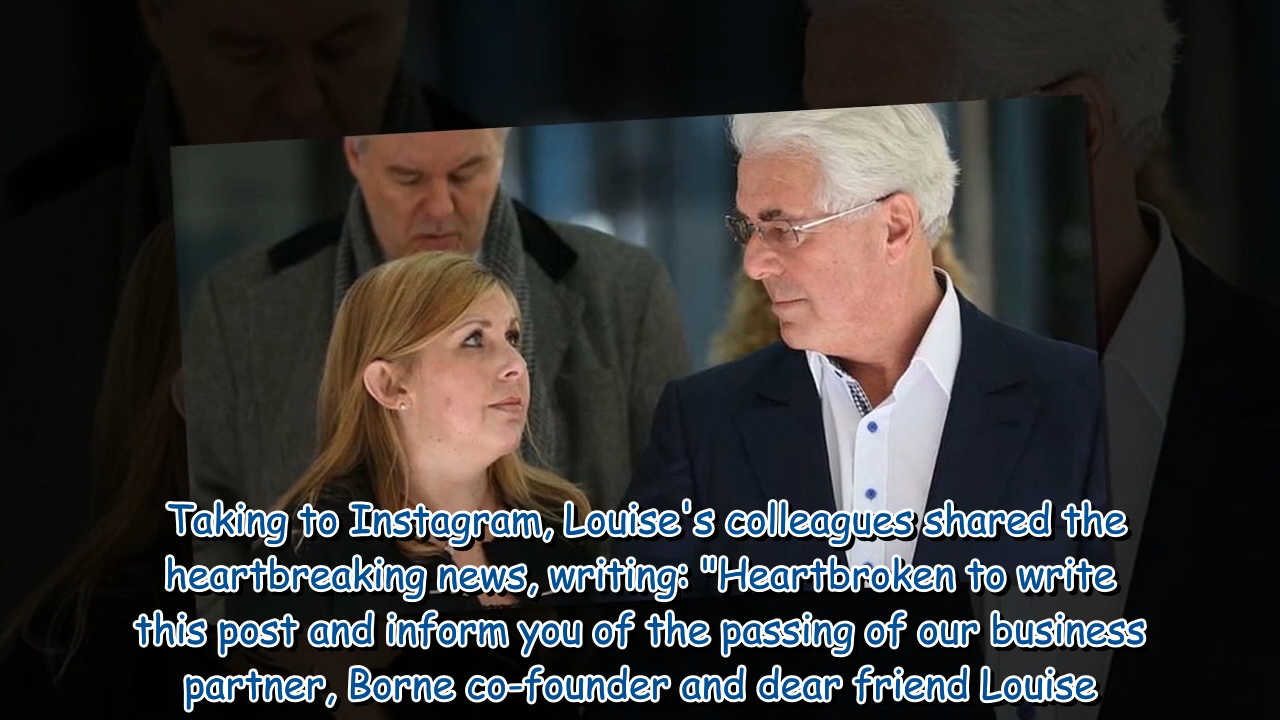 Taking to Instagram, Louise's colleagues shared the
heartbreaking news, writing: "Heartbroken to write
this post and inform you of the passing of our business
partner, Borne co-founder and dear friend Louise